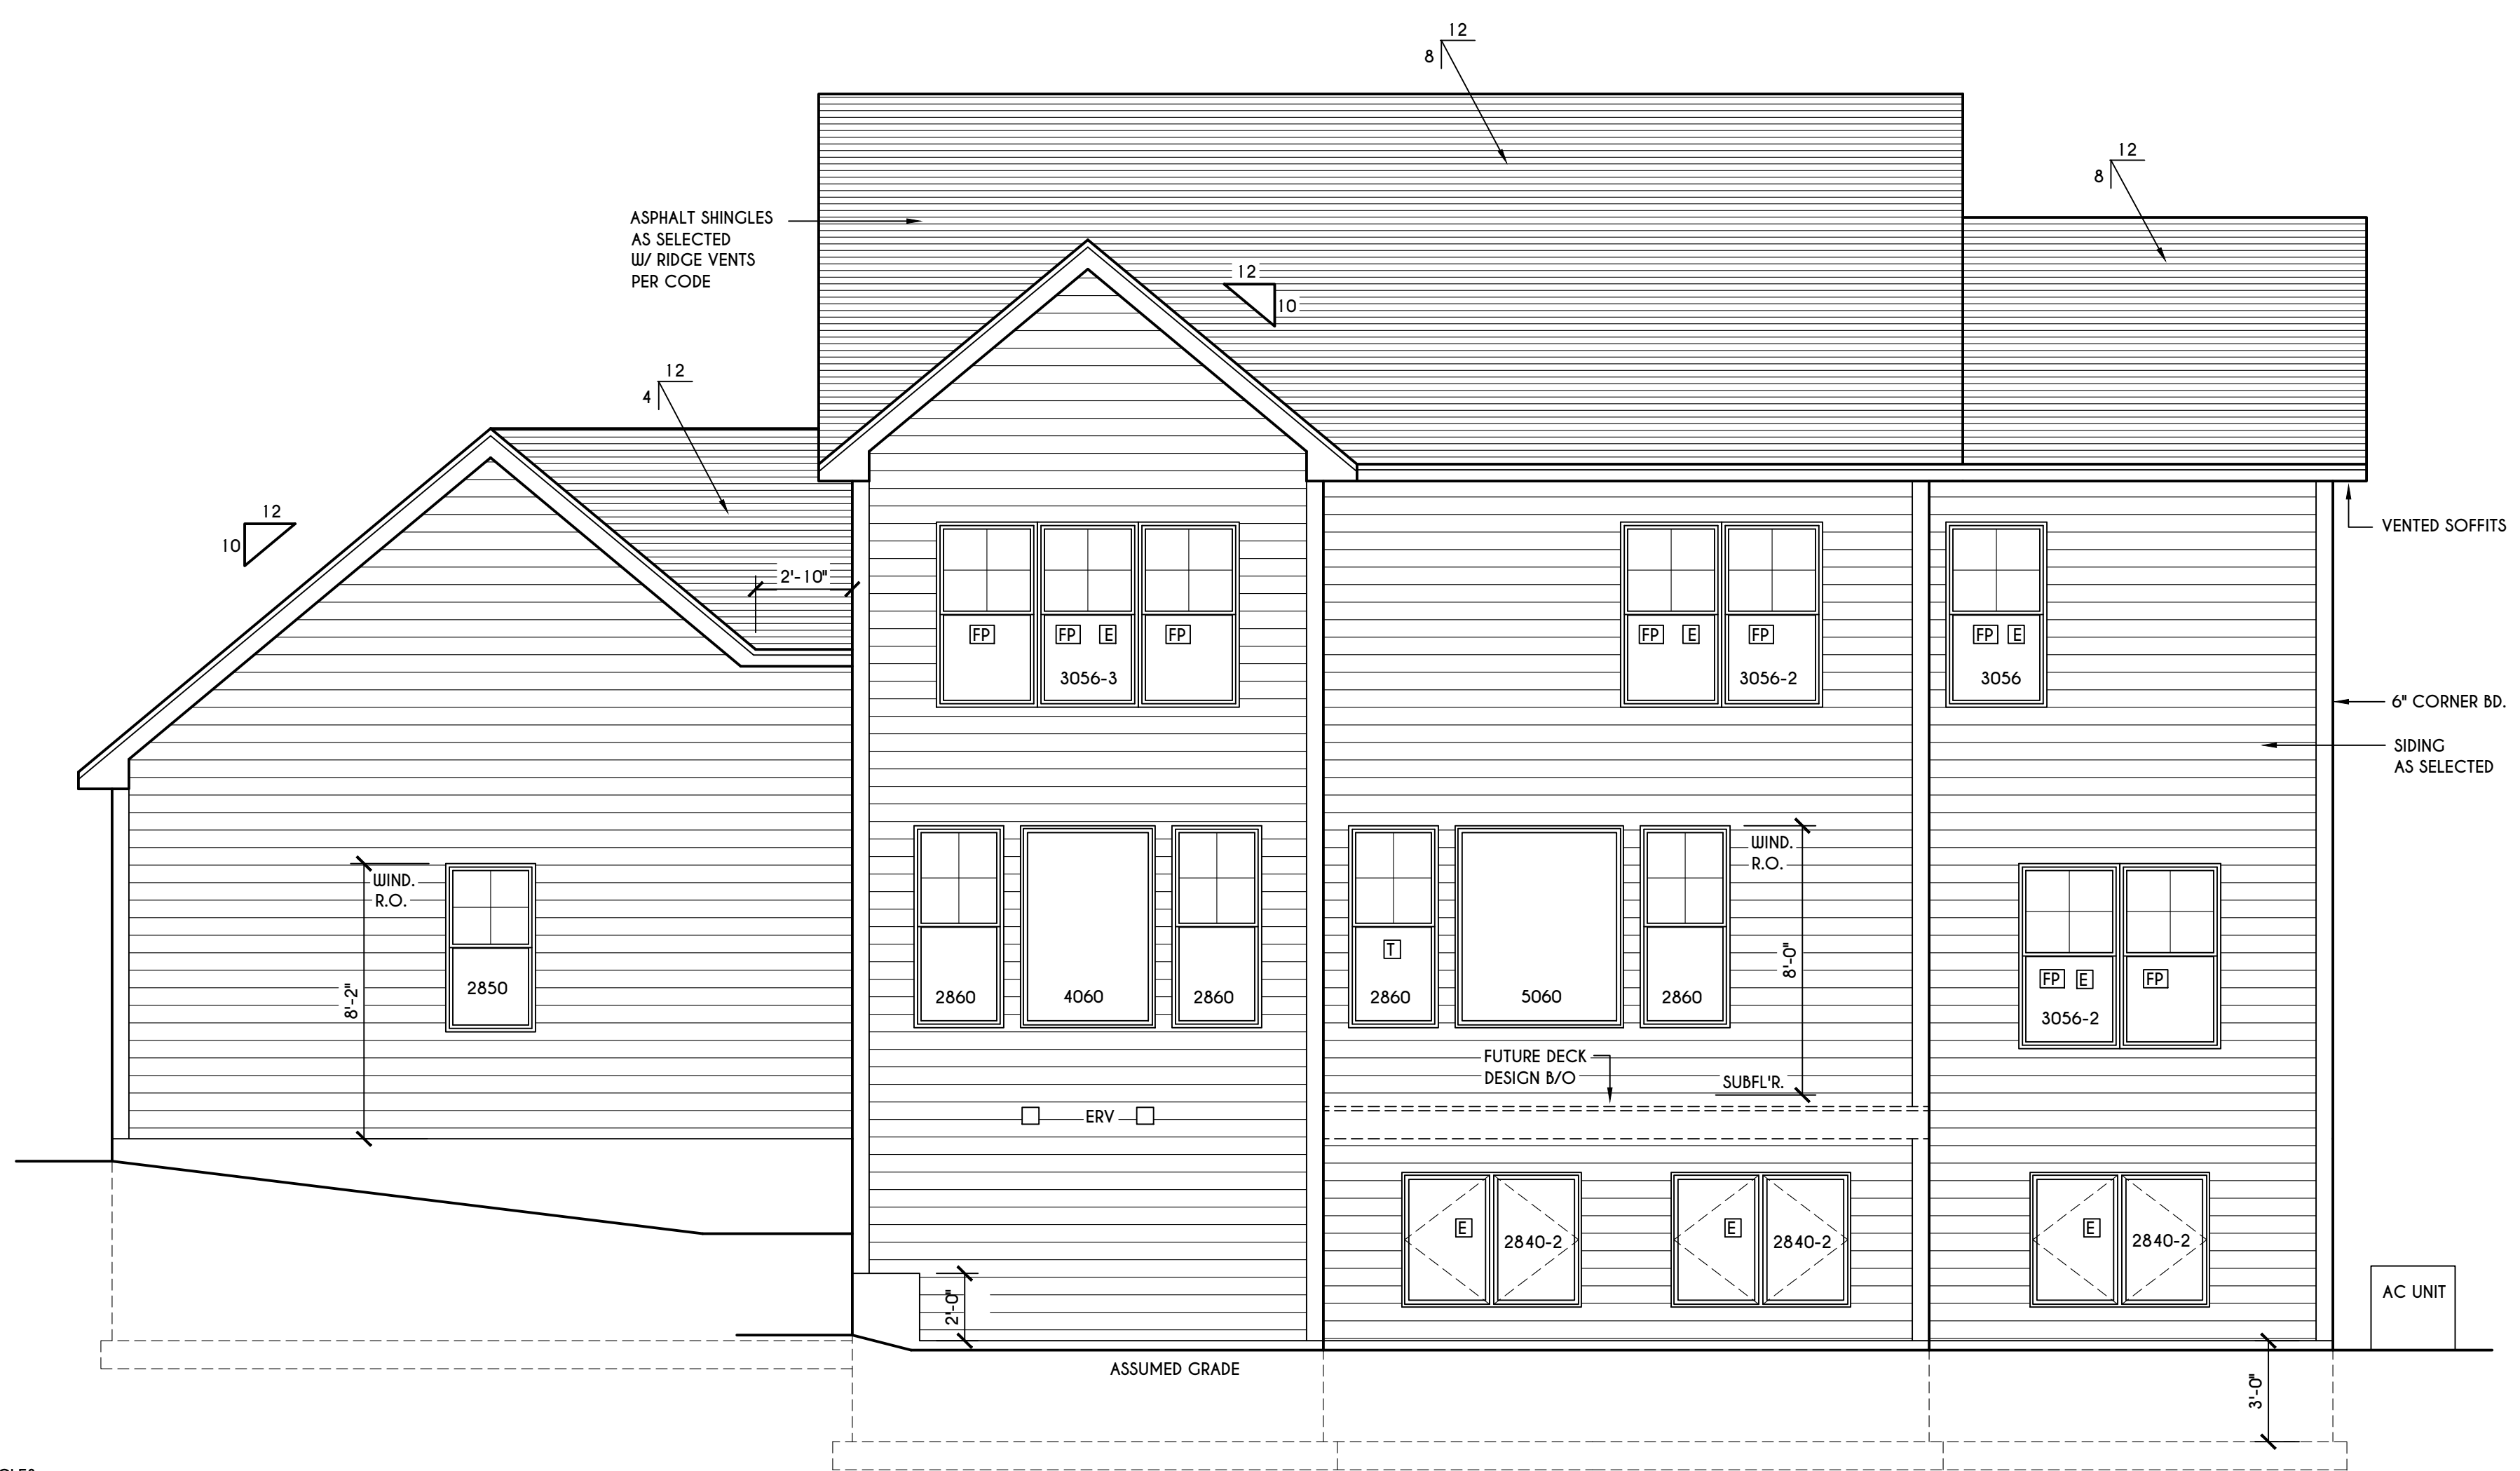 12
8
12
8
ASPHALT SHINGLES
AS SELECTED
W/ RIDGE VENTS
PER CODE
12
10
12
4
12
10
2'-10"
VENTED SOFFITS
FP FP E FP
3056-3
FP E FP
3056-2
FP E
3056
6" CORNER BD.
SIDING
AS SELECTED
WIND.
R.O.
8'-2"
2850
2860 4060 2860
T
2860 5060 2860
WIND.
R.O.
8'-0"
FP E FP
3056-2
FUTURE DECK
DESIGN B/O
SUBFL'R.
ERV
E 2840-2
E 2840-2
E 2840-2
AC UNIT
2'-0"
ASSUMED GRADE
3'-0"